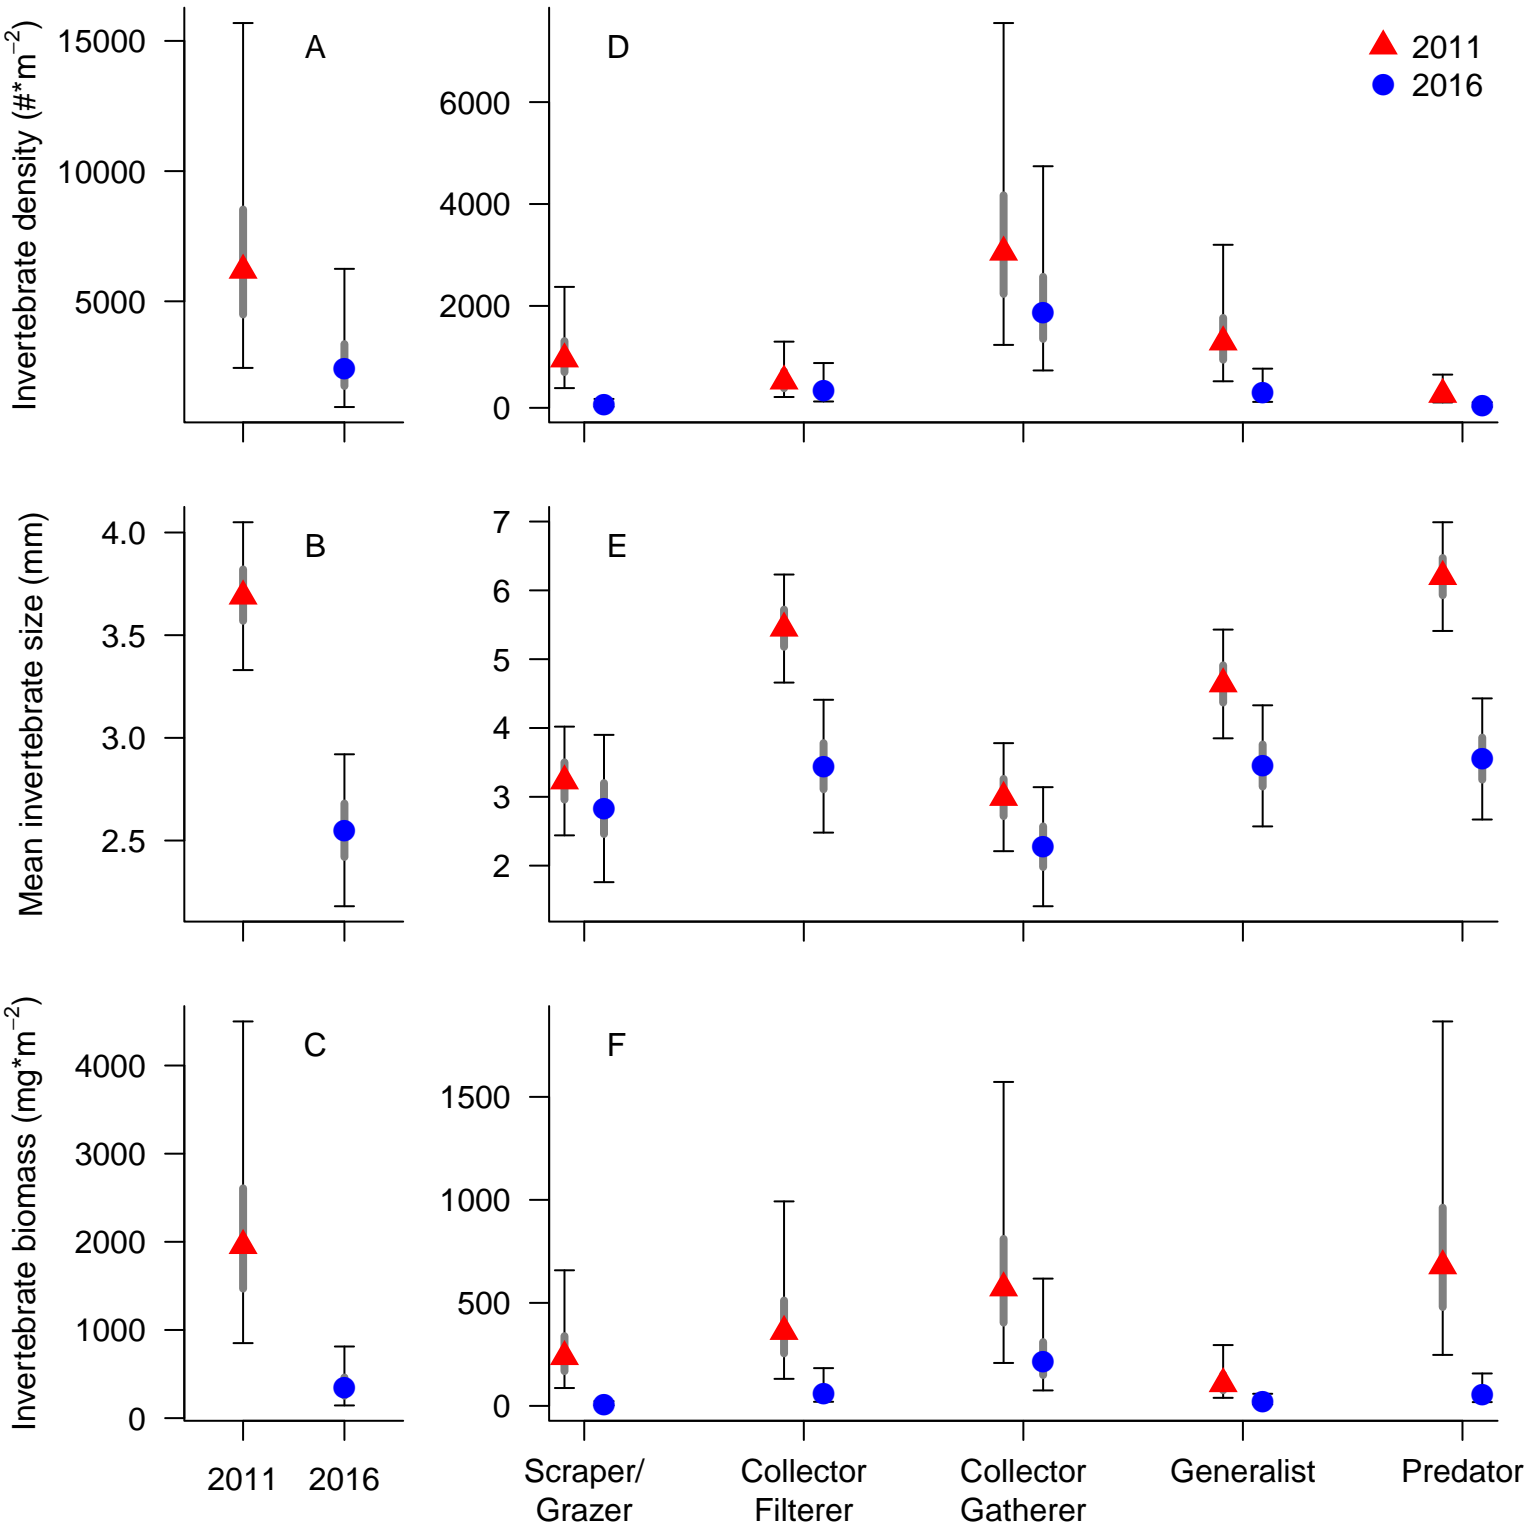 Invertebrate density (#*m−2)
15000
10000
5000
A
6000
4000
2000
0
D
2011
2016
Mean invertebrate size (mm)
4.0
3.5
3.0
2.5
B
7
6
5
4
3
2
E
Invertebrate biomass (mg*m−2)
4000
3000
2000
1000
0
C
1500
1000
500
0
F
2011 2016
Scraper/ Collector Collector Generalist Predator
Grazer Filterer Gatherer